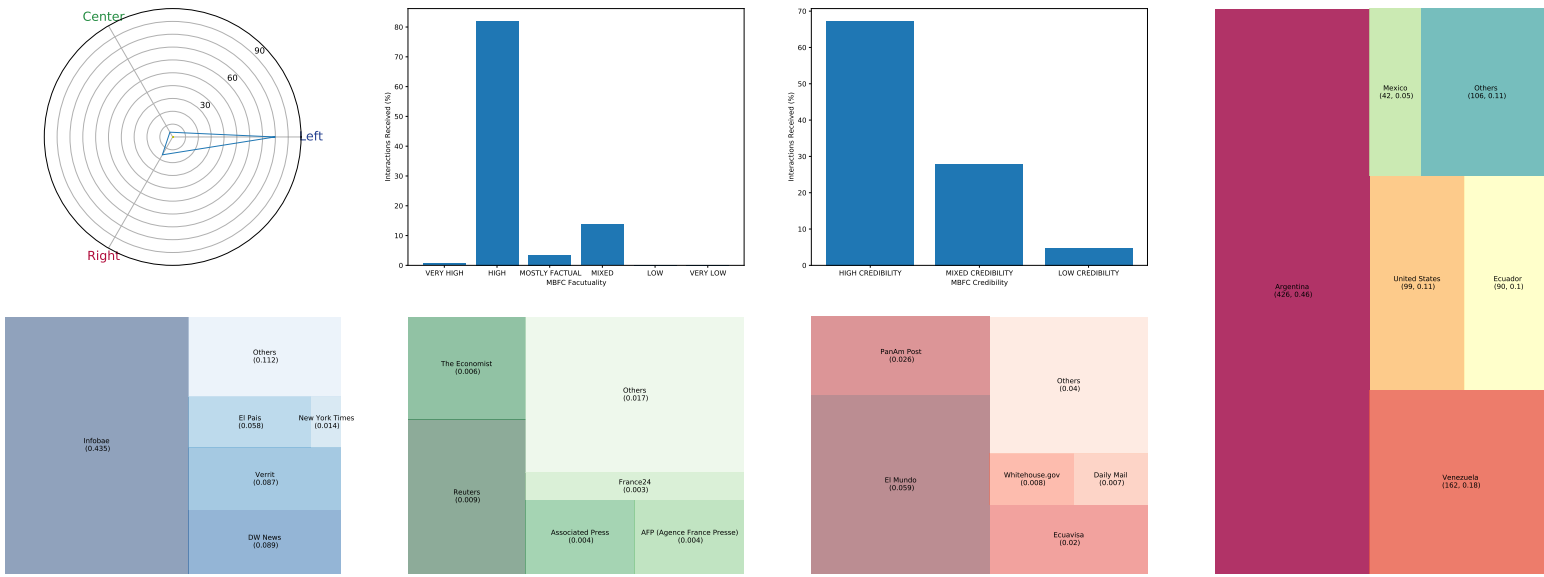 Center
Left
Right
30
60
90
Interactions Received (%)
0
10
20
30
40
50
60
70
80
VERY HIGH
HIGH
MOSTLY FACTUAL
MIXED
LOW
VERY LOW
MBFC Facutuality
Interactions Received (%)
0
10
20
30
40
50
60
70
HIGH CREDIBILITY
MIXED CREDIBILITY
LOW CREDIBILITY
MBFC Credibility
Argentina
(426, 0.46)
Mexico
(42, 0.05)
Others
(106, 0.11)
United States
(99, 0.11)
Ecuador
(90, 0.1)
Venezuela
(162, 0.18)
Infobae
(0.435)
Others
(0.112)
El Pais
(0.058)
New York Times
(0.014)
Verrit
(0.087)
DW News
(0.089)
The Economist
(0.006)
Reuters
(0.009)
Others
(0.017)
France24
(0.003)
Associated Press
(0.004)
AFP (Agence France Presse)
(0.004)
PanAm Post
(0.026)
El Mundo
(0.059)
Others
(0.04)
Whitehouse.gov
(0.008)
Daily Mail
(0.007)
Ecuavisa
(0.02)